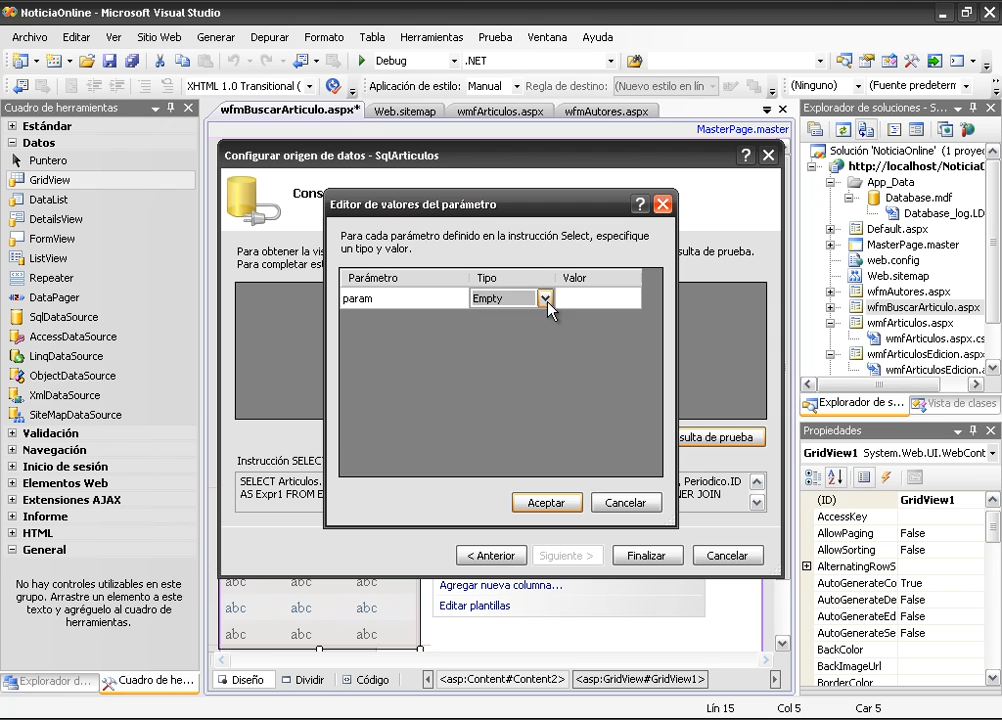 NoticiaOnline - Microsoft Visual Studio
Archivo Editar Ver Sitio Web Generar Depurar Formato Tabla Herramientas Prueba Ventana Ayuda
Debug .NET
XHTML 1.0 Transitional ( Aplicación de estilo: Manual Regla de destino: (Nuevo estilo en lín (Ninguno) (Fuente predeterm
Cuadro de herramientas
Estándar
Datos
Puntero
GridView
DataList
DetailsView
FormView
ListView
Repeater
DataPager
SqlDataSource
AccessDataSource
LinqDataSource
ObjectDataSource
XmlDataSource
SiteMapDataSource
Validación
Navegación
Inicio de sesión
Elementos Web
Extensiones AJAX
Informe
HTML
General
No hay controles utilizables en este
grupo. Arrastre un elemento a este
texto y agréguelo al cuadro de
herramientas.
Explorador d... Cuadro de he...
wfmBuscarArticulo.aspx* Web.sitemap wmfArticulos.aspx wfmAutores.aspx
MasterPage.master
Configurar origen de datos - SqlArticulos
Cons
Para obtener la vis
Para completar est
sulta de prueba.
Editor de valores del parámetro
Para cada parámetro definido en la instrucción Select, especifique
un tipo y valor.
Parámetro Tipo Valor
param Empty
Aceptar Cancelar
sulta de prueba
Instrucción SELECT
SELECT Articulos.
AS Expr1 FROM E
, Periodico.ID
NER JOIN
< Anterior Siguiente > Finalizar Cancelar
abc abc abc
abc abc abc
abc abc abc
Agregar nueva columna...
Editar plantillas
Diseño Dividir Código <asp:Content#Content2> <asp:GridView#GridView1>
Explorador de soluciones - S...
Solución 'NoticiaOnline' (1 proyec
http://localhost/NoticiaO
App_Data
Database.mdf
Database_log.LD
Default.aspx
MasterPage.master
web.config
Web.sitemap
wfmAutores.aspx
wfmBuscarArticulo.aspx
wmfArticulos.aspx
wmfArticulos.aspx.cs
wmfArticulosEdicion.aspx
wmfArticulosEdicion.a
Explorador de s... Vista de clases
Propiedades
GridView1 System.Web.UI.WebCont
(ID) GridView1
AccessKey
AllowPaging False
AllowSorting False
AlternatingRowS
AutoGenerateCo True
AutoGenerateDe False
AutoGenerateEd False
AutoGenerateSe False
BackColor
BackImageUrl
BorderColor
Lín 15 Col 5 Car 5